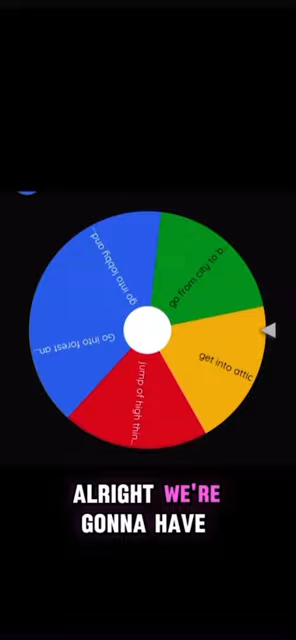 go into lobby and...
go from city to b...
get into attic
jump of high thin...
Go into forest an...
ALRIGHT WE'RE
GONNA HAVE